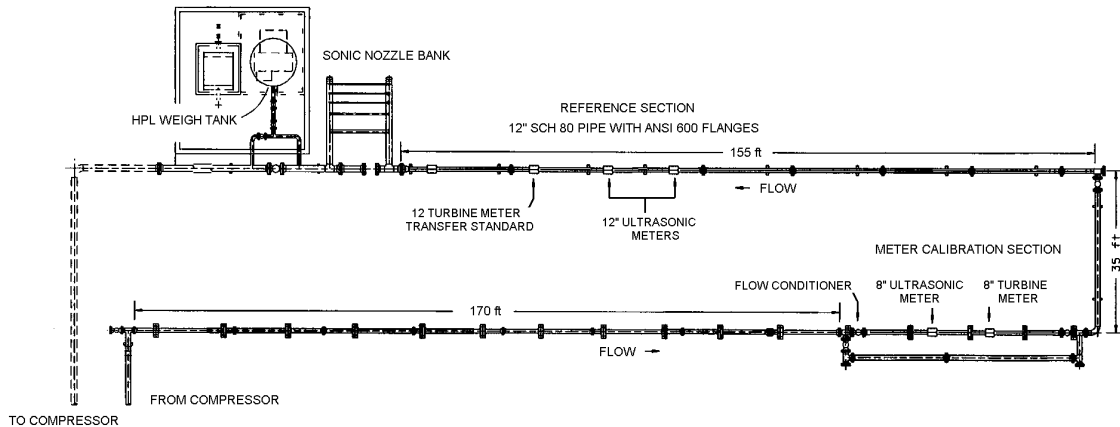 SONIC NOZZLE BANK
HPL WEIGH TANK
REFERENCE SECTION
12" SCH 80 PIPE WITH ANSI 600 FLANGES
155 ft
FLOW
12 TURBINE METER
TRANSFER STANDARD
12" ULTRASONIC
METERS
35 ft
METER CALIBRATION SECTION
FLOW CONDITIONER
8" ULTRASONIC
METER
8" TURBINE
METER
170 ft
FLOW
FROM COMPRESSOR
TO COMPRESSOR